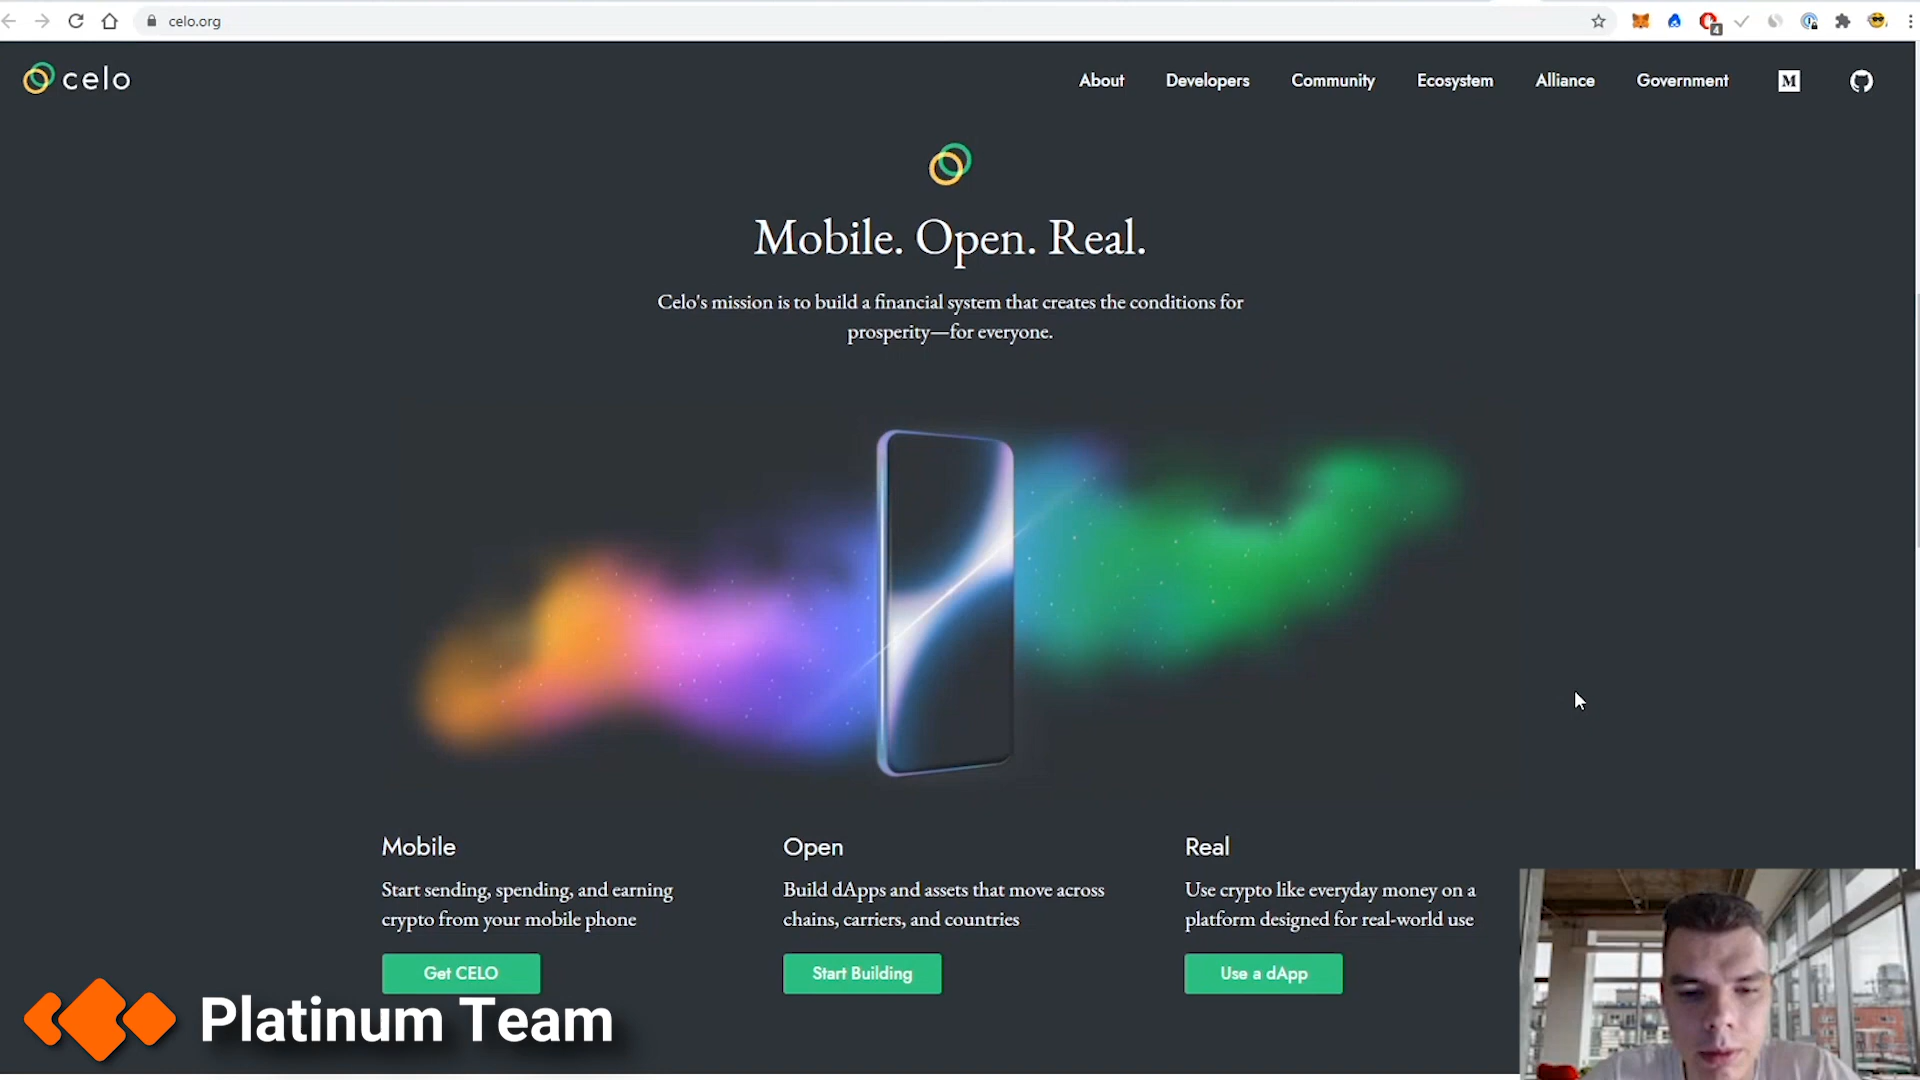 celo.org
celo
About Developers Community Ecosystem Alliance Government M
Mobile. Open. Real.
Celo's mission is to build a financial system that creates the conditions for
prosperity—for everyone.
Mobile
Start sending, spending, and earning
crypto from your mobile phone
Get CELO
Open
Build dApps and assets that move across
chains, carriers, and countries
Start Building
Real
Use crypto like everyday money on a
platform designed for real-world use
Use a dApp
Platinum Team
4